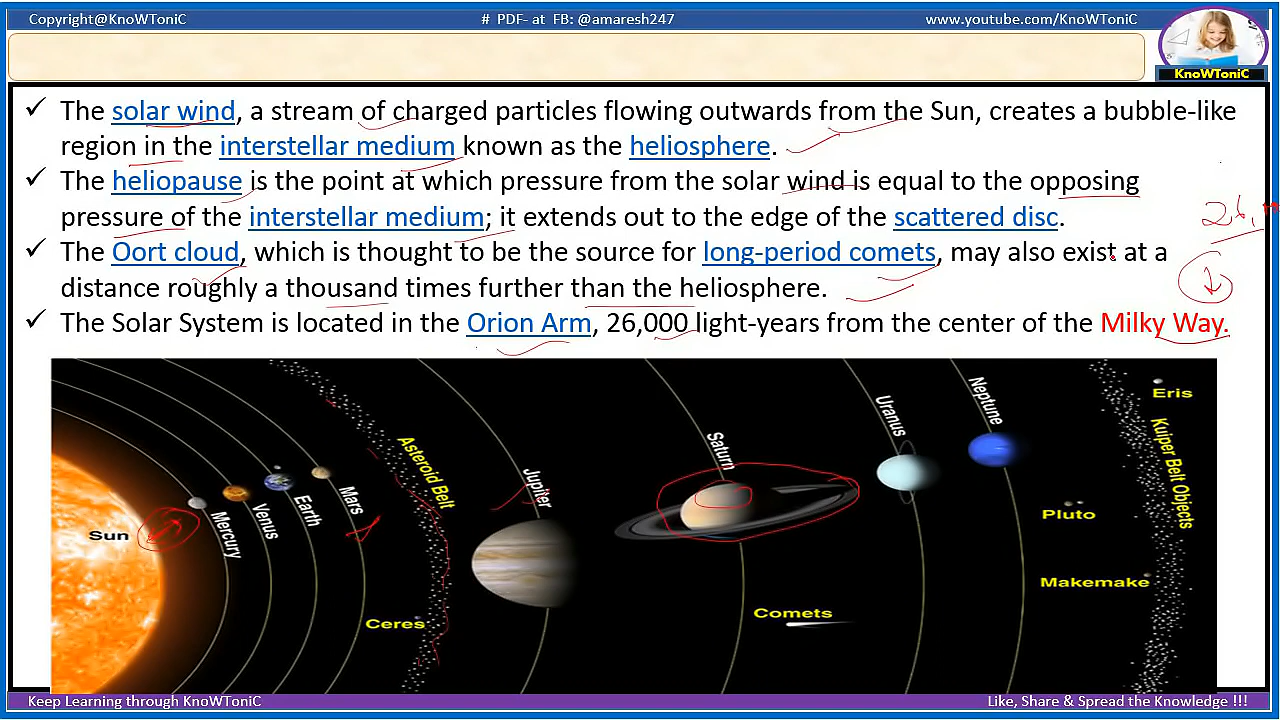 Copyright@KnoWToniC
# PDF- at FB: @amaresh247
www.youtube.com/KnoWToniC
KnoWToniC
✓ The solar wind, a stream of charged particles flowing outwards from the Sun, creates a bubble-like
region in the interstellar medium known as the heliosphere.
✓ The heliopause is the point at which pressure from the solar wind is equal to the opposing
pressure of the interstellar medium; it extends out to the edge of the scattered disc.
✓ The Oort cloud, which is thought to be the source for long-period comets, may also exist at a
distance roughly a thousand times further than the heliosphere.
✓ The Solar System is located in the Orion Arm, 26,000 light-years from the center of the Milky Way.
Sun
Mercury
Venus
Earth
Mars
Ceres
Asteroid Belt
Jupiter
Saturn
Comets
Uranus
Neptune
Pluto
Makemake
Eris
Kuiper Belt Objects
Keep Learning through KnoWToniC
Like, Share & Spread the Knowledge !!!